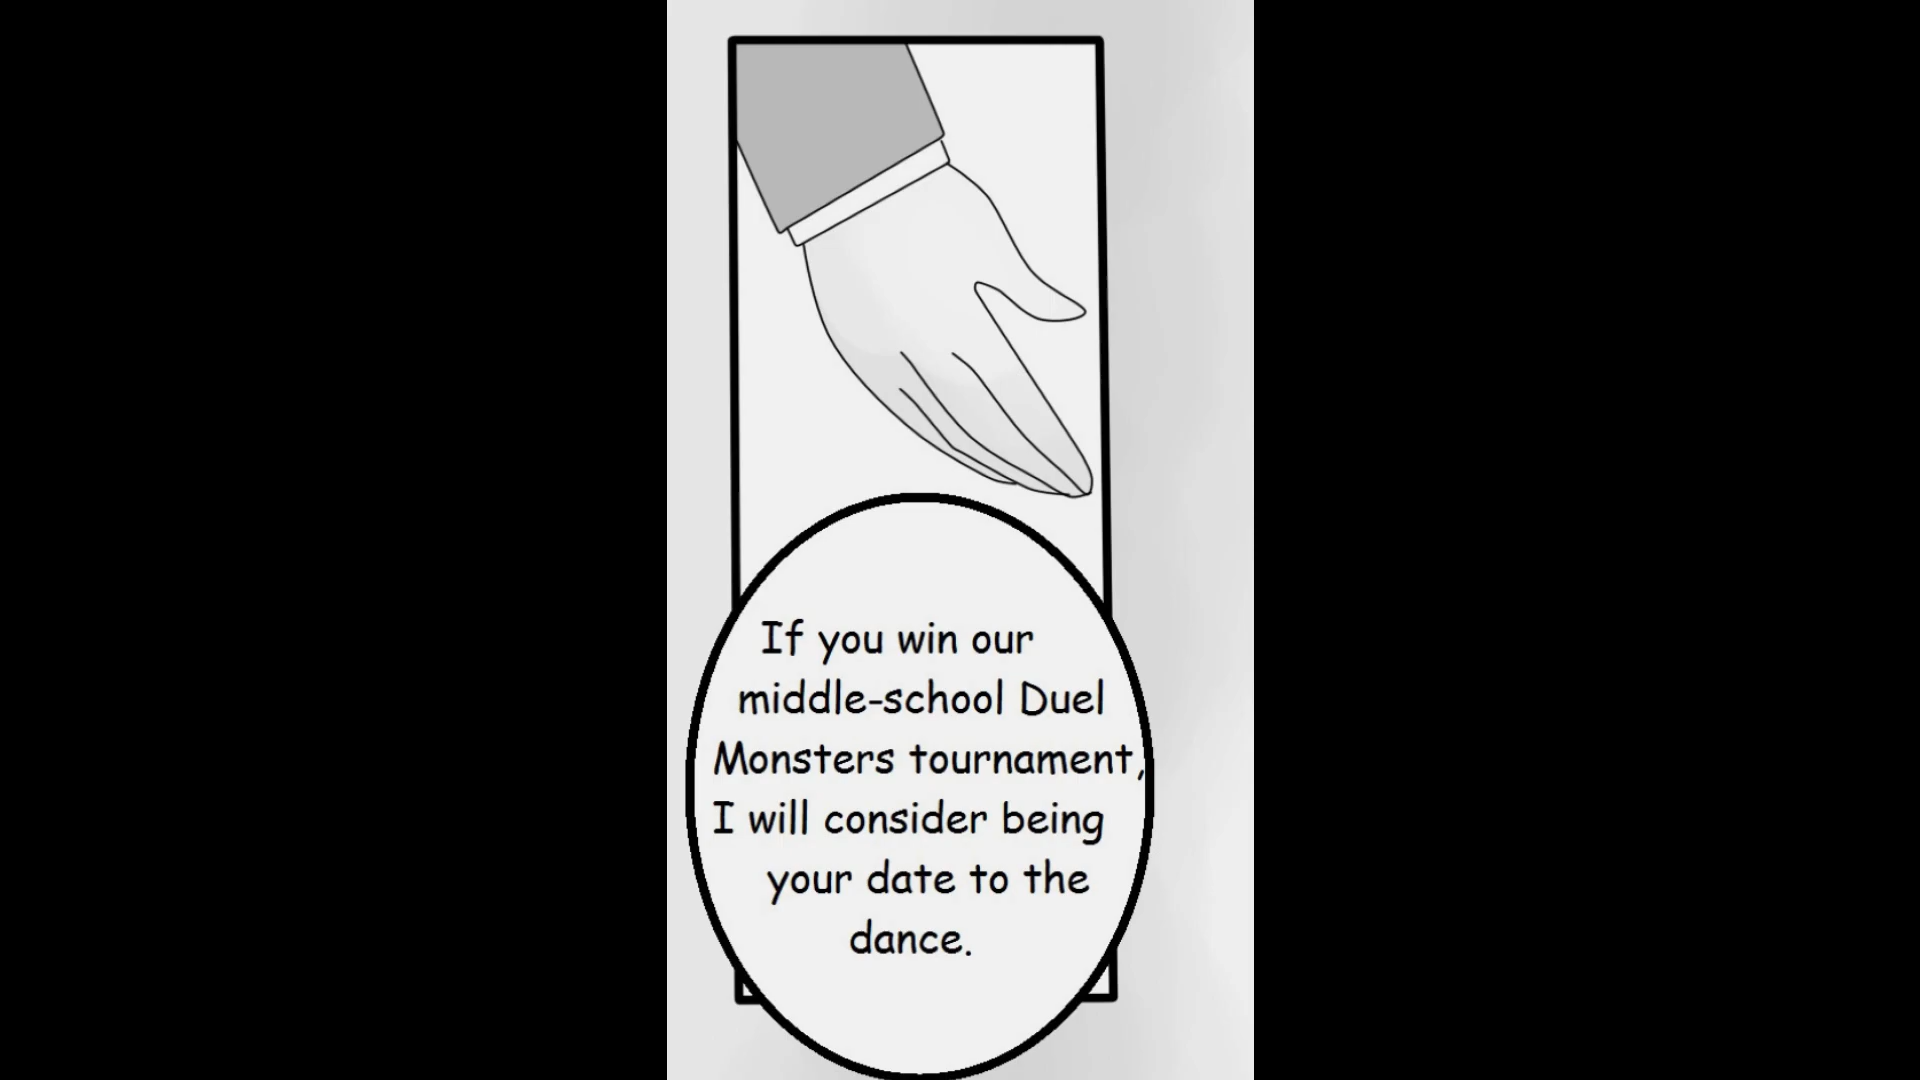 If you win our
middle-school Duel
Monsters tournament,
I will consider being
your date to the
dance.